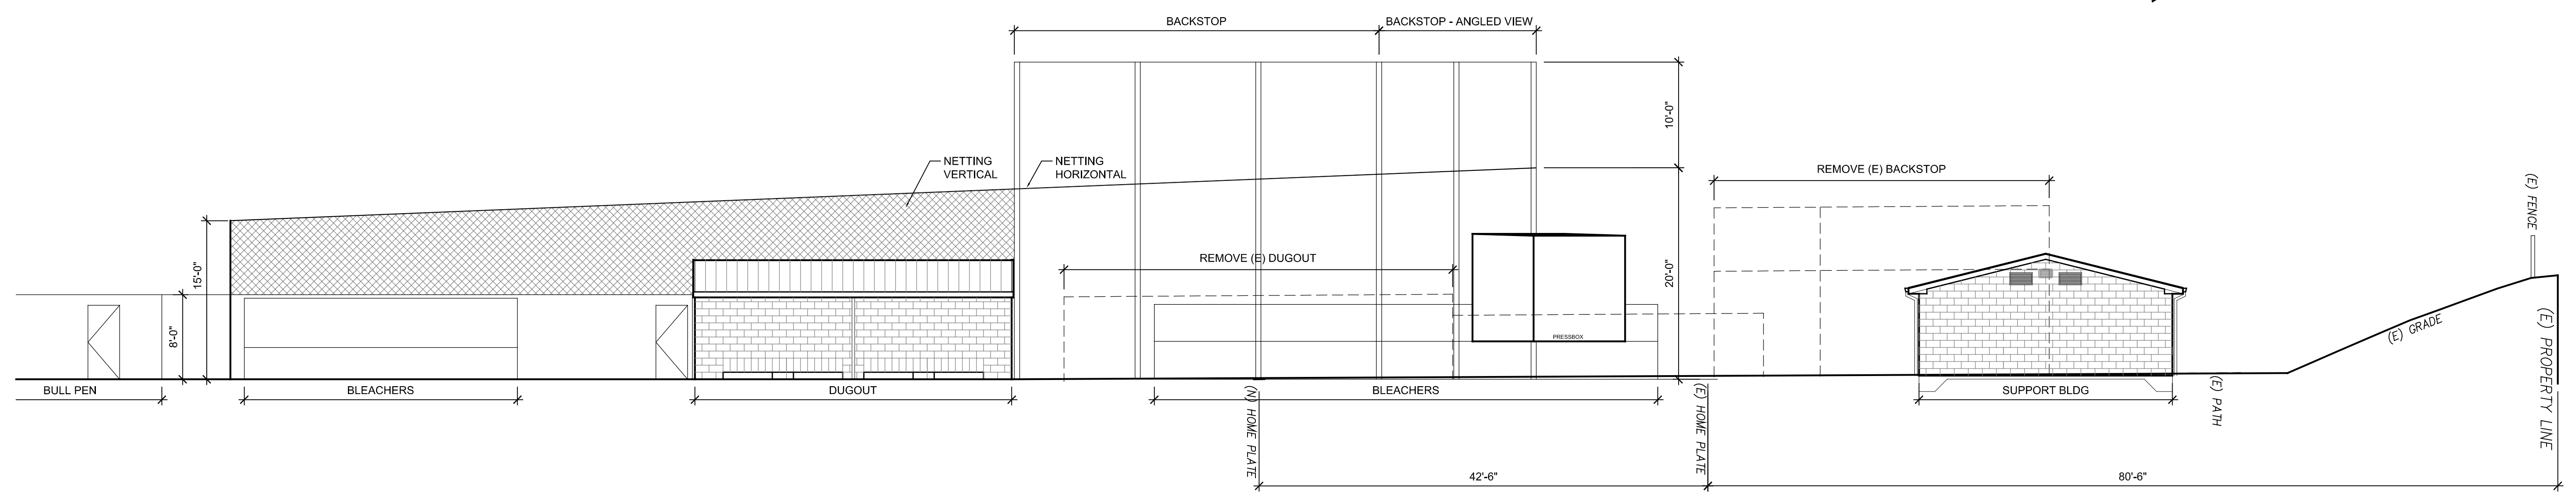 BACKSTOP
BACKSTOP - ANGLED VIEW
10'-0"
NETTING
VERTICAL
NETTING
HORIZONTAL
REMOVE (E) BACKSTOP
(E) FENCE
15'-0"
REMOVE (E) DUGOUT
20'-0"
8'-0"
PRESSBOX
(E) GRADE
BULL PEN
BLEACHERS
DUGOUT
BLEACHERS
SUPPORT BLDG
(E) PATH
(E) PROPERTY LINE
(N) HOME PLATE
(E) HOME PLATE
42'-6"
80'-6"